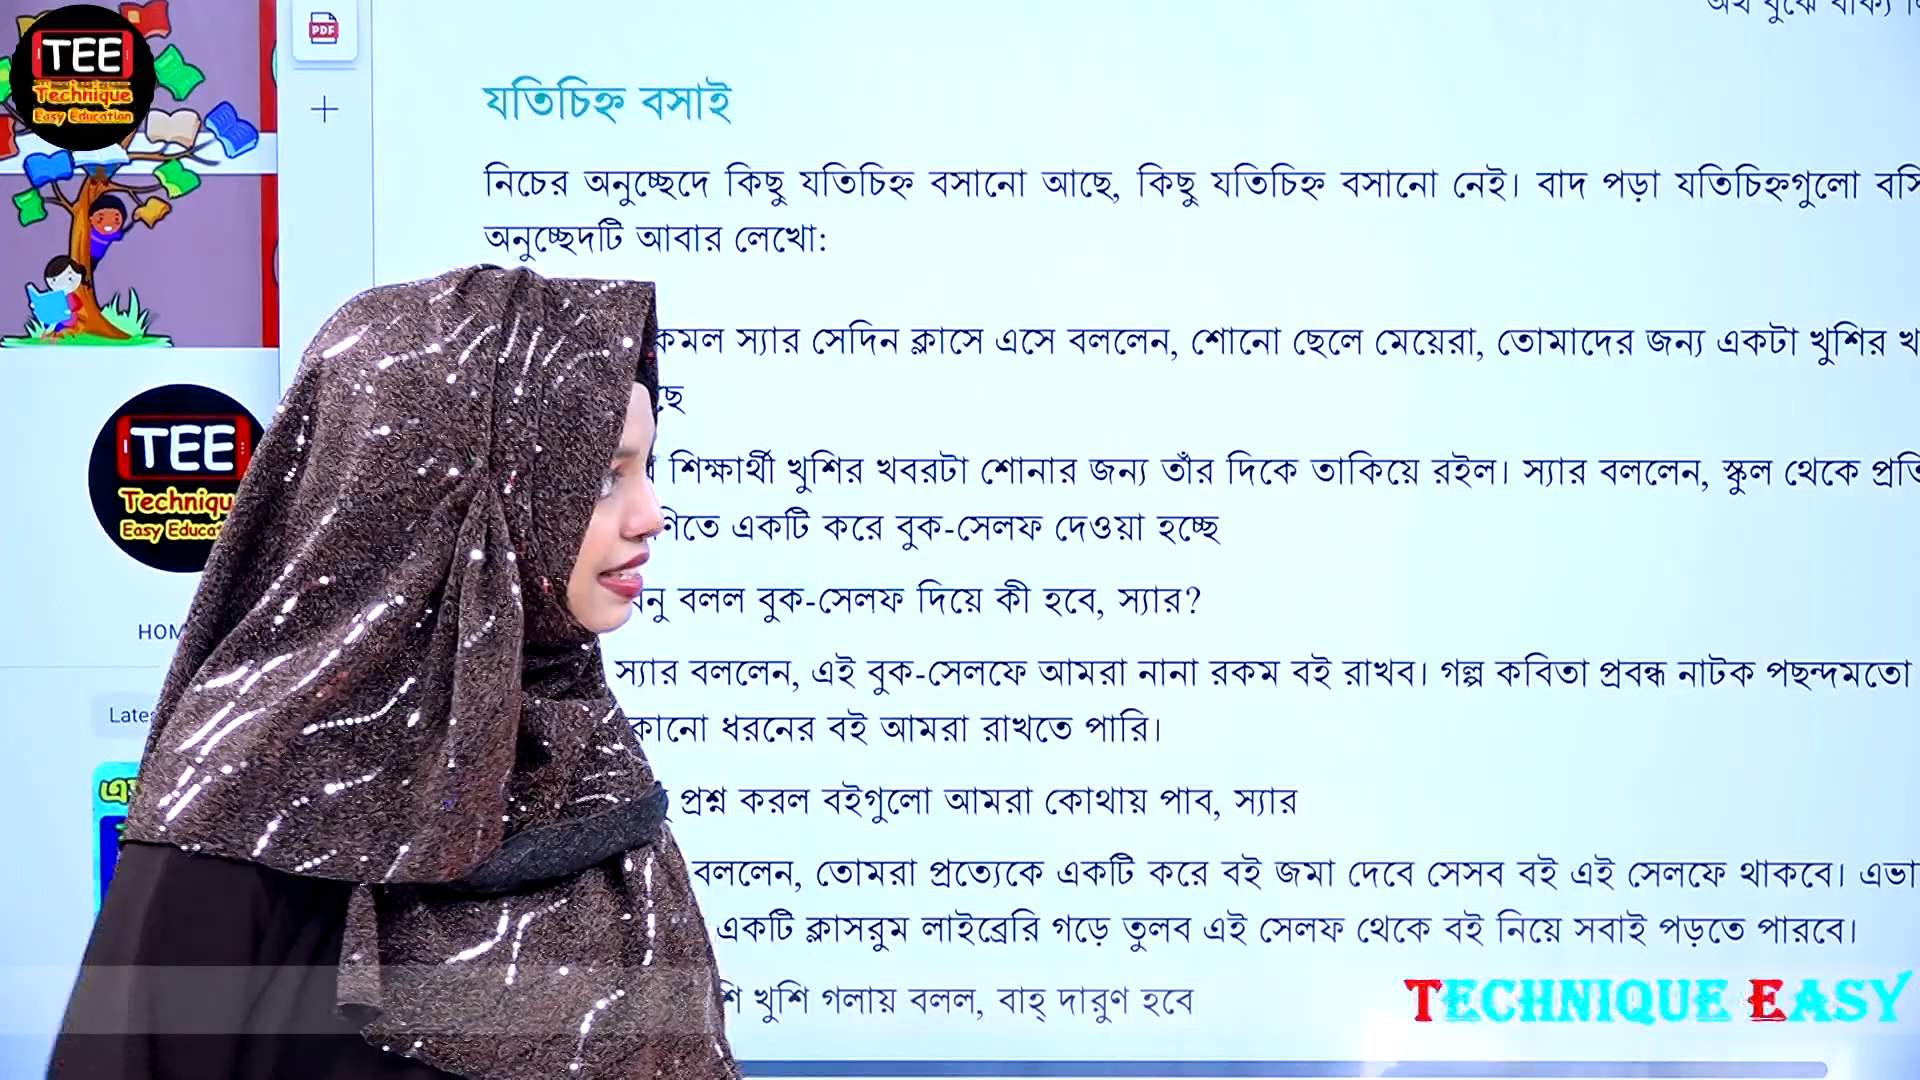 TEE
Technique
Easy Education
PDF
যতিচিহ্ন বসাই
নিচের অনুচ্ছেদে কিছু যতিচিহ্ন বসানো আছে, কিছু যতিচিহ্ন বসানো নেই। বাদ পড়া যতিচিহ্নগুলো
অনুচ্ছেদটি আবার লেখো:
কমল স্যার সেদিন ক্লাসে এসে বললেন, শোনো ছেলে মেয়েরা, তোমাদের জন্য একটা খুশির
শিক্ষার্থী খুশির খবরটা শোনার জন্য তাঁর দিকে তাকিয়ে রইল। স্যার বললেন, স্কুল থেকে
একটি করে বুক-সেলফ দেওয়া হচ্ছে
বলল বুক-সেলফ দিয়ে কী হবে, স্যার?
স্যার বললেন, এই বুক-সেলফে আমরা নানা রকম বই রাখব। গল্প কবিতা প্রবন্ধ নাটক পছন্দমতো
ধরনের বই আমরা রাখতে পারি।
প্রশ্ন করল বইগুলো আমরা কোথায় পাব, স্যার
বললেন, তোমরা প্রত্যেকে একটি করে বই জমা দেবে সেসব বই এই সেলফে থাকবে।
একটি ক্লাসরুম লাইব্রেরি গড়ে তুলব এই সেলফ থেকে বই নিয়ে সবাই পড়তে পারবে।
খুশি গলায় বলল, বাহ্ দারুণ হবে
TEE
TECHNIQUE EASY